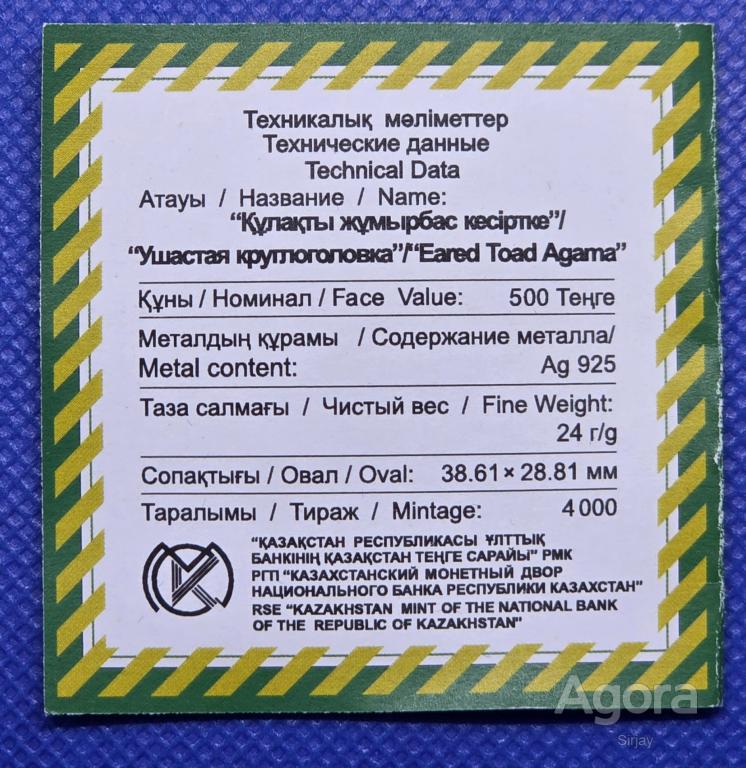 Техникалық мәліметтер
Технические данные
Technical Data
Атауы / Название / Name:
“Құлақты жұмырбас кесіртке”/
“Ушастая круглоголовка”/“Eared Toad Agama”
Құны / Номинал / Face Value: 500 Теңге
Металдың құрамы / Содержание металла/
Metal content: Ag 925
Таза салмағы / Чистый вес / Fine Weight:
24 г/g
Сопақтығы / Овал / Oval: 38.61 × 28.81 мм
Таралымы / Тираж / Mintage: 4 000
“ҚАЗАҚСТАН РЕСПУБЛИКАСЫ ҰЛТТЫҚ
БАНКІНІҢ ҚАЗАҚСТАН ТЕҢГЕ САРАЙЫ” РМК
РГП “КАЗАХСТАНСКИЙ МОНЕТНЫЙ ДВОР
НАЦИОНАЛЬНОГО БАНКА РЕСПУБЛИКИ КАЗАХСТАН”
RSE “KAZAKHSTAN MINT OF THE NATIONAL BANK
OF THE REPUBLIC OF KAZAKHSTAN”
Agora
Sirjay